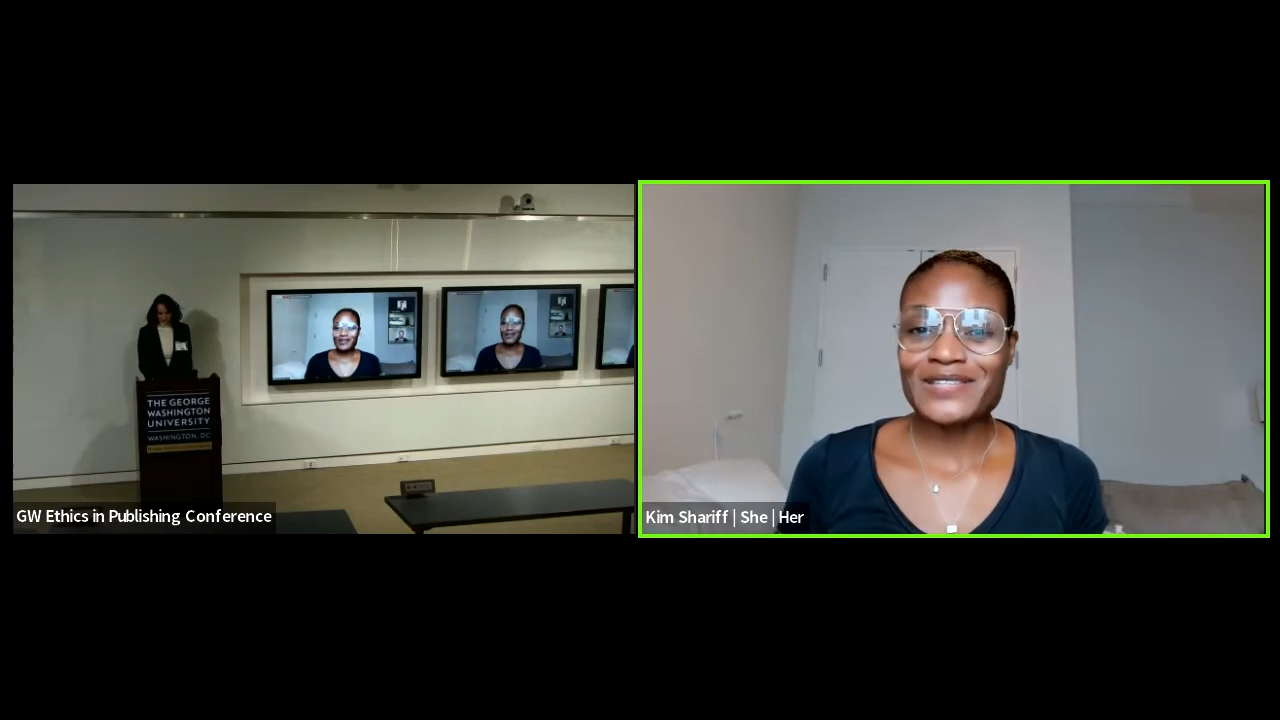 THE GEORGE
WASHINGTON
UNIVERSITY
WASHINGTON, DC
GW Ethics in Publishing Conference
Kim Shariff | She | Her